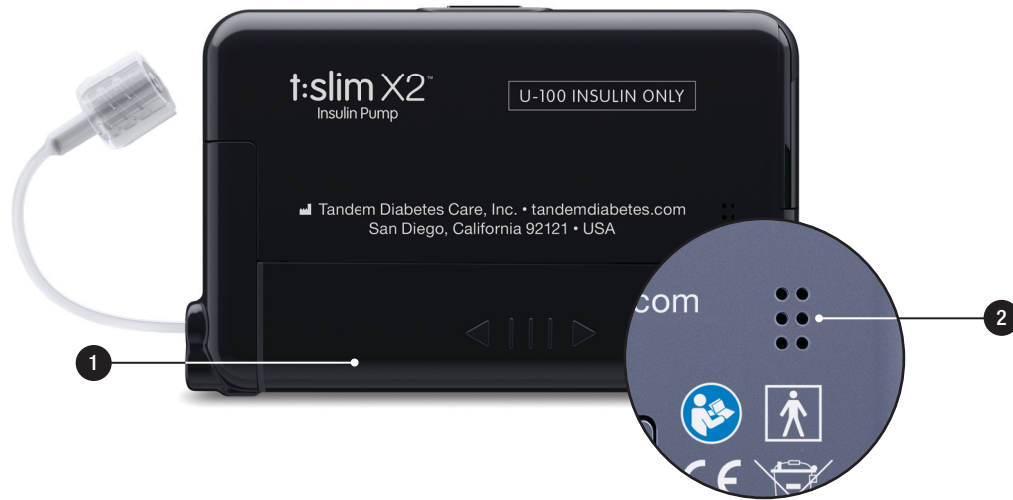 t:slim X2™
Insulin Pump
U-100 INSULIN ONLY
Tandem Diabetes Care, Inc. • tandemdiabetes.com
San Diego, California 92121 • USA
.com
1
2
CE